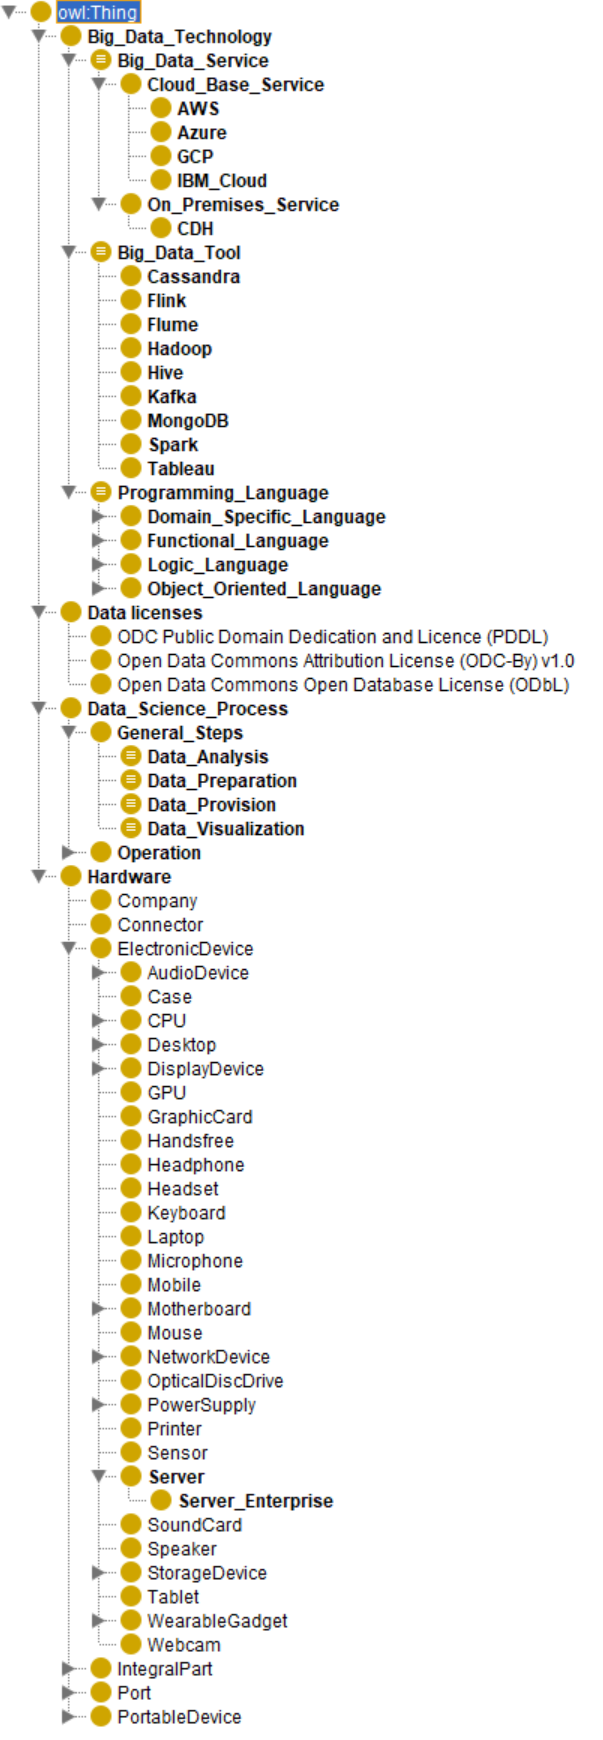 owl:Thing
Big_Data_Technology
Big_Data_Service
Cloud_Base_Service
AWS
Azure
GCP
IBM_Cloud
On_Premises_Service
CDH
Big_Data_Tool
Cassandra
Flink
Flume
Hadoop
Hive
Kafka
MongoDB
Spark
Tableau
Programming_Language
Domain_Specific_Language
Functional_Language
Logic_Language
Object_Oriented_Language
Data licenses
ODC Public Domain Dedication and Licence (PDDL)
Open Data Commons Attribution License (ODC-By) v1.0
Open Data Commons Open Database License (ODbL)
Data_Science_Process
General_Steps
Data_Analysis
Data_Preparation
Data_Provision
Data_Visualization
Operation
Hardware
Company
Connector
ElectronicDevice
AudioDevice
Case
CPU
Desktop
DisplayDevice
GPU
GraphicCard
Handsfree
Headphone
Headset
Keyboard
Laptop
Microphone
Mobile
Motherboard
Mouse
NetworkDevice
OpticalDiscDrive
PowerSupply
Printer
Sensor
Server
Server_Enterprise
SoundCard
Speaker
StorageDevice
Tablet
WearableGadget
Webcam
IntegralPart
Port
PortableDevice